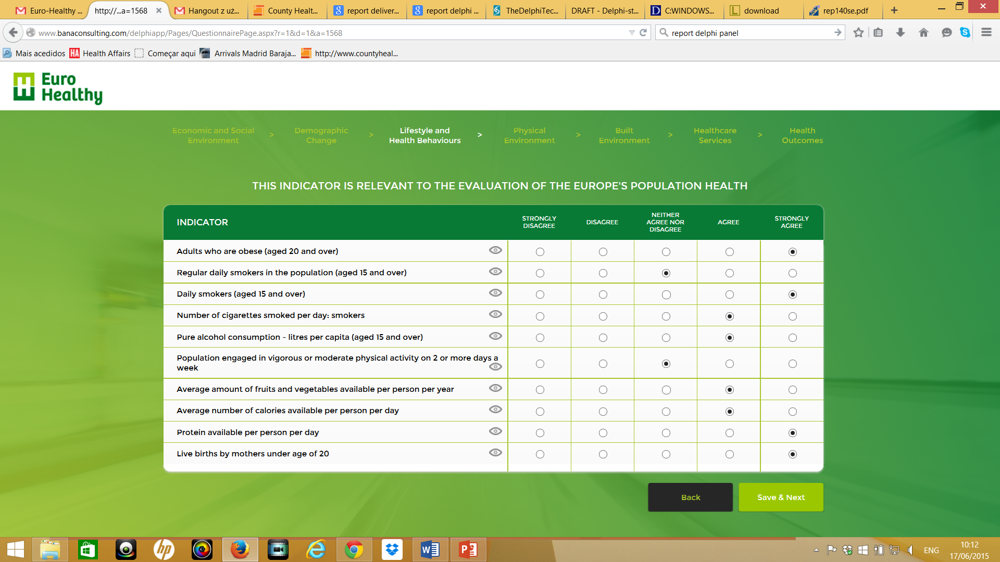 Euro-Healthy ...
http://...a=1568
Hangout z uż...
County Healt...
report deliver...
report delphi ...
TheDelphiTec...
DRAFT - Delphi-st...
C:WINDOWS...
download
rep140se.pdf
www.banaconsulting.com/delphiapp/Pages/QuestionnairePage.aspx?r=1&d=1&a=1568
report delphi panel
Mais acedidos
HA Health Affairs
Começar aqui
Arrivals Madrid Baraja...
http://www.countyheal...
Euro
Healthy
Economic and Social
Environment
>
Demographic
Change
>
Lifestyle and
Health Behaviours
>
Physical
Environment
>
Built
Environment
>
Healthcare
Services
>
Health
Outcomes
THIS INDICATOR IS RELEVANT TO THE EVALUATION OF THE EUROPE'S POPULATION HEALTH
INDICATOR
STRONGLY
DISAGREE
DISAGREE
NEITHER
AGREE NOR
DISAGREE
AGREE
STRONGLY
AGREE
Adults who are obese (aged 20 and over)
Regular daily smokers in the population (aged 15 and over)
Daily smokers (aged 15 and over)
Number of cigarettes smoked per day: smokers
Pure alcohol consumption - litres per capita (aged 15 and over)
Population engaged in vigorous or moderate physical activity on 2 or more days a
week
Average amount of fruits and vegetables available per person per year
Average number of calories available per person per day
Protein available per person per day
Live births by mothers under age of 20
Back
Save & Next
hp
ENG
10:12
17/06/2015